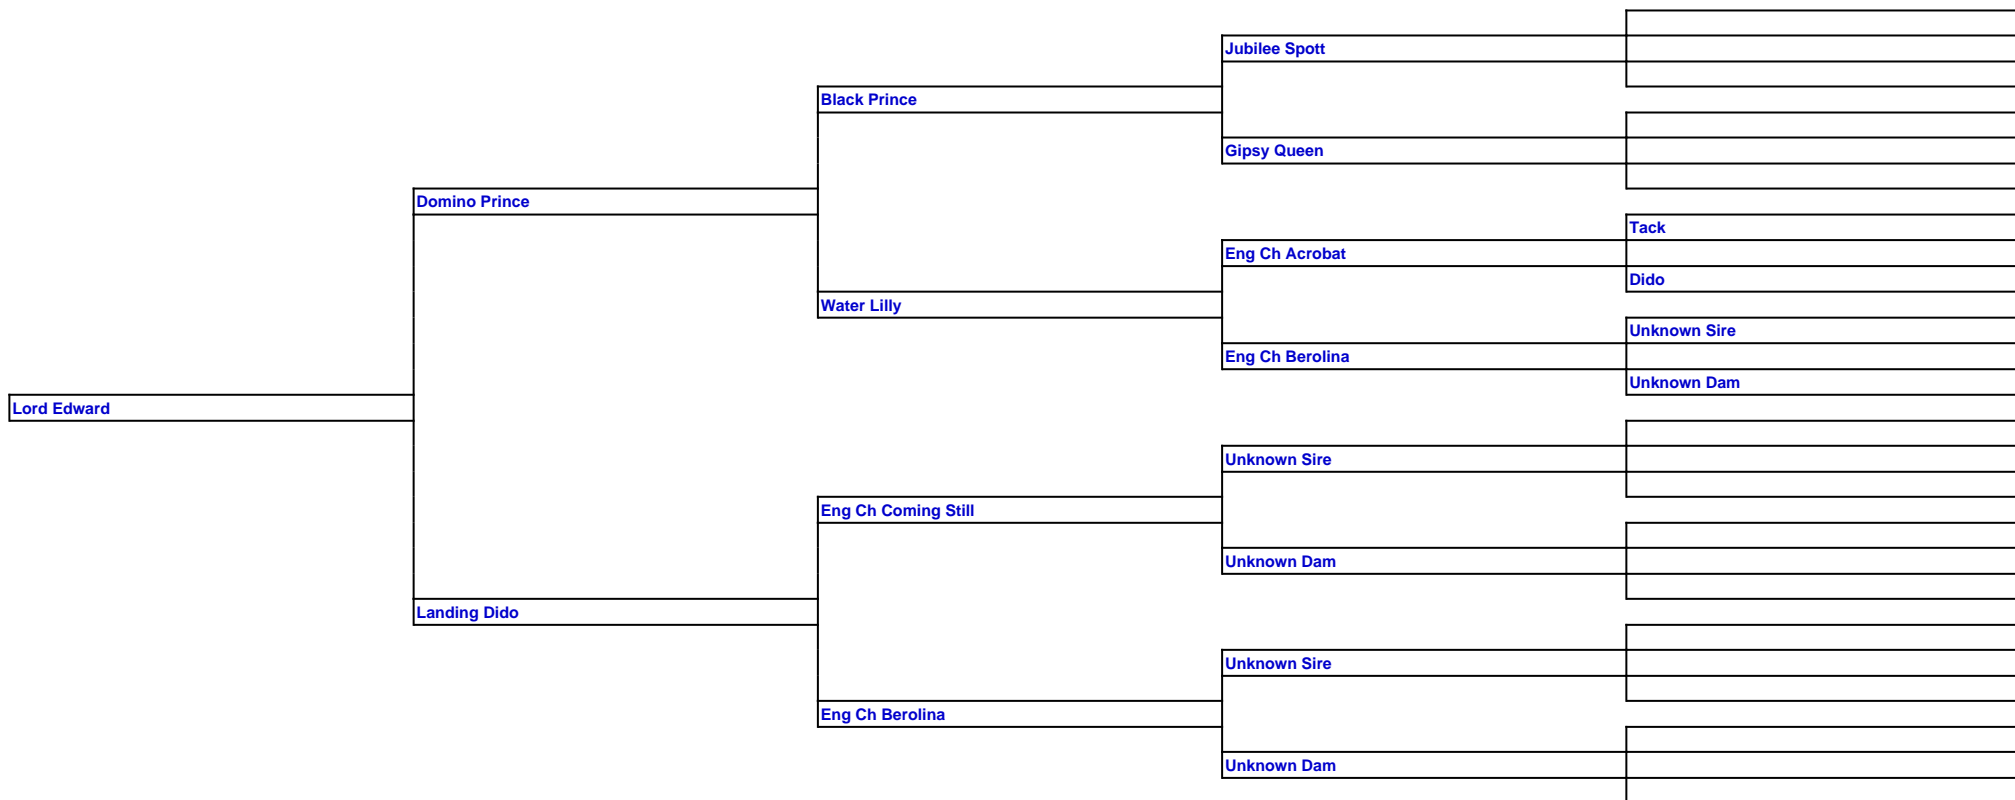 Jubilee Spott
Black Prince
Gipsy Queen
Domino Prince
Tack
Eng Ch Acrobat
Dido
Water Lilly
Unknown Sire
Eng Ch Berolina
Unknown Dam
Lord Edward
Unknown Sire
Eng Ch Coming Still
Unknown Dam
Landing Dido
Unknown Sire
Eng Ch Berolina
Unknown Dam